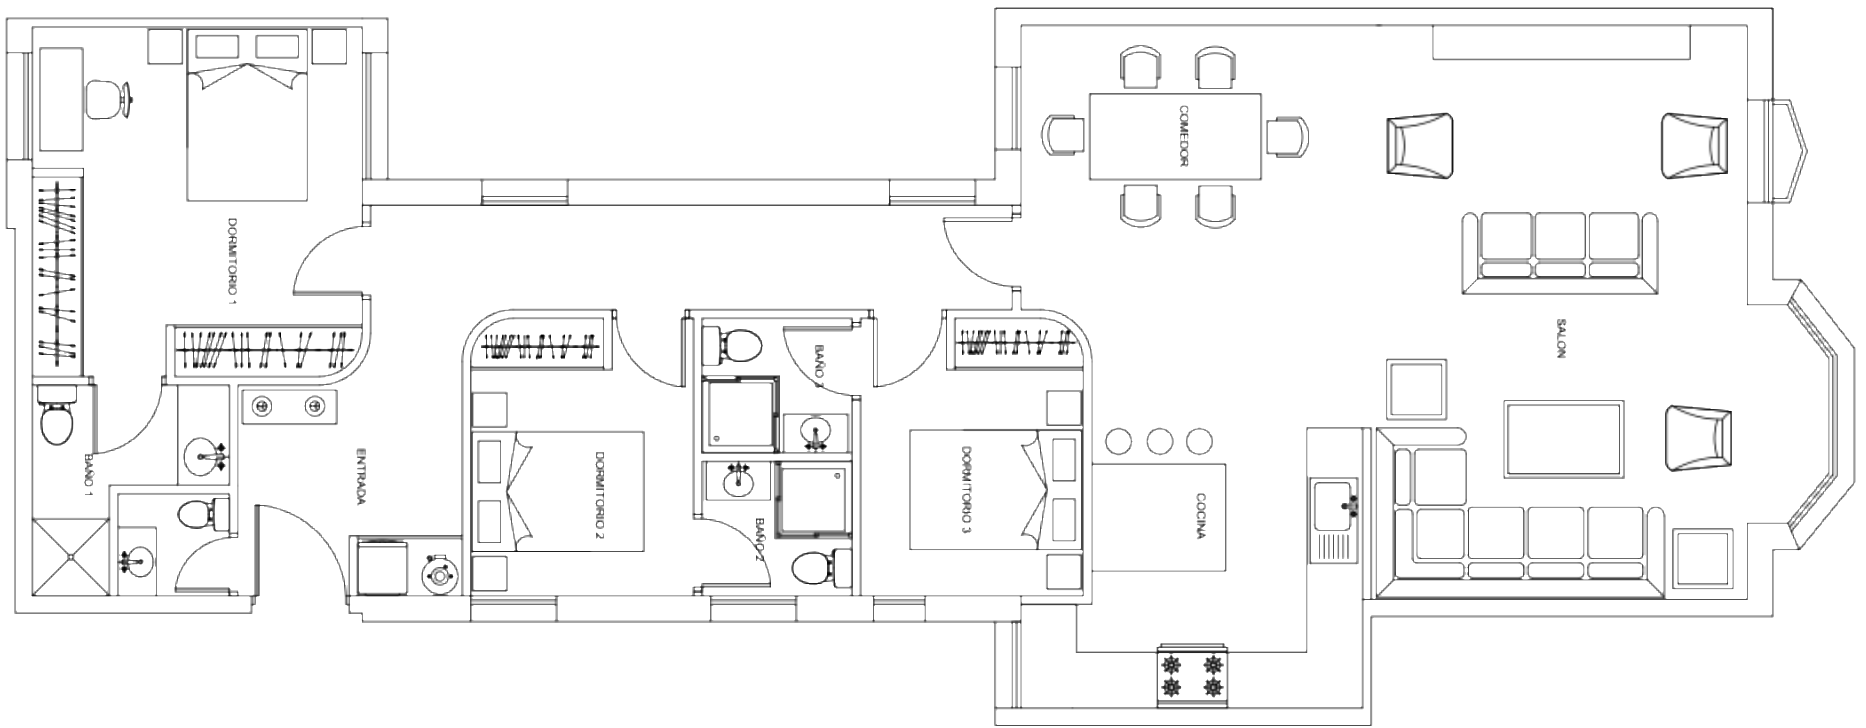 COMEDOR
DORMITORIO 1
SALON
BAÑO 3
BAÑO 1
ENTRADA
DORMITORIO 2
DORMITORIO 3
COCINA
BAÑO 2